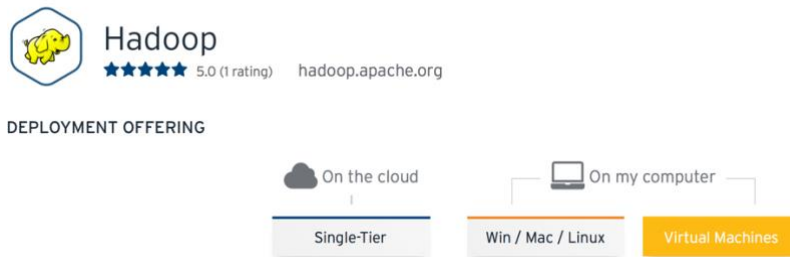 Hadoop
5.0 (1 rating) hadoop.apache.org
DEPLOYMENT OFFERING
On the cloud On my computer
Single-Tier Win / Mac / Linux Virtual Machines